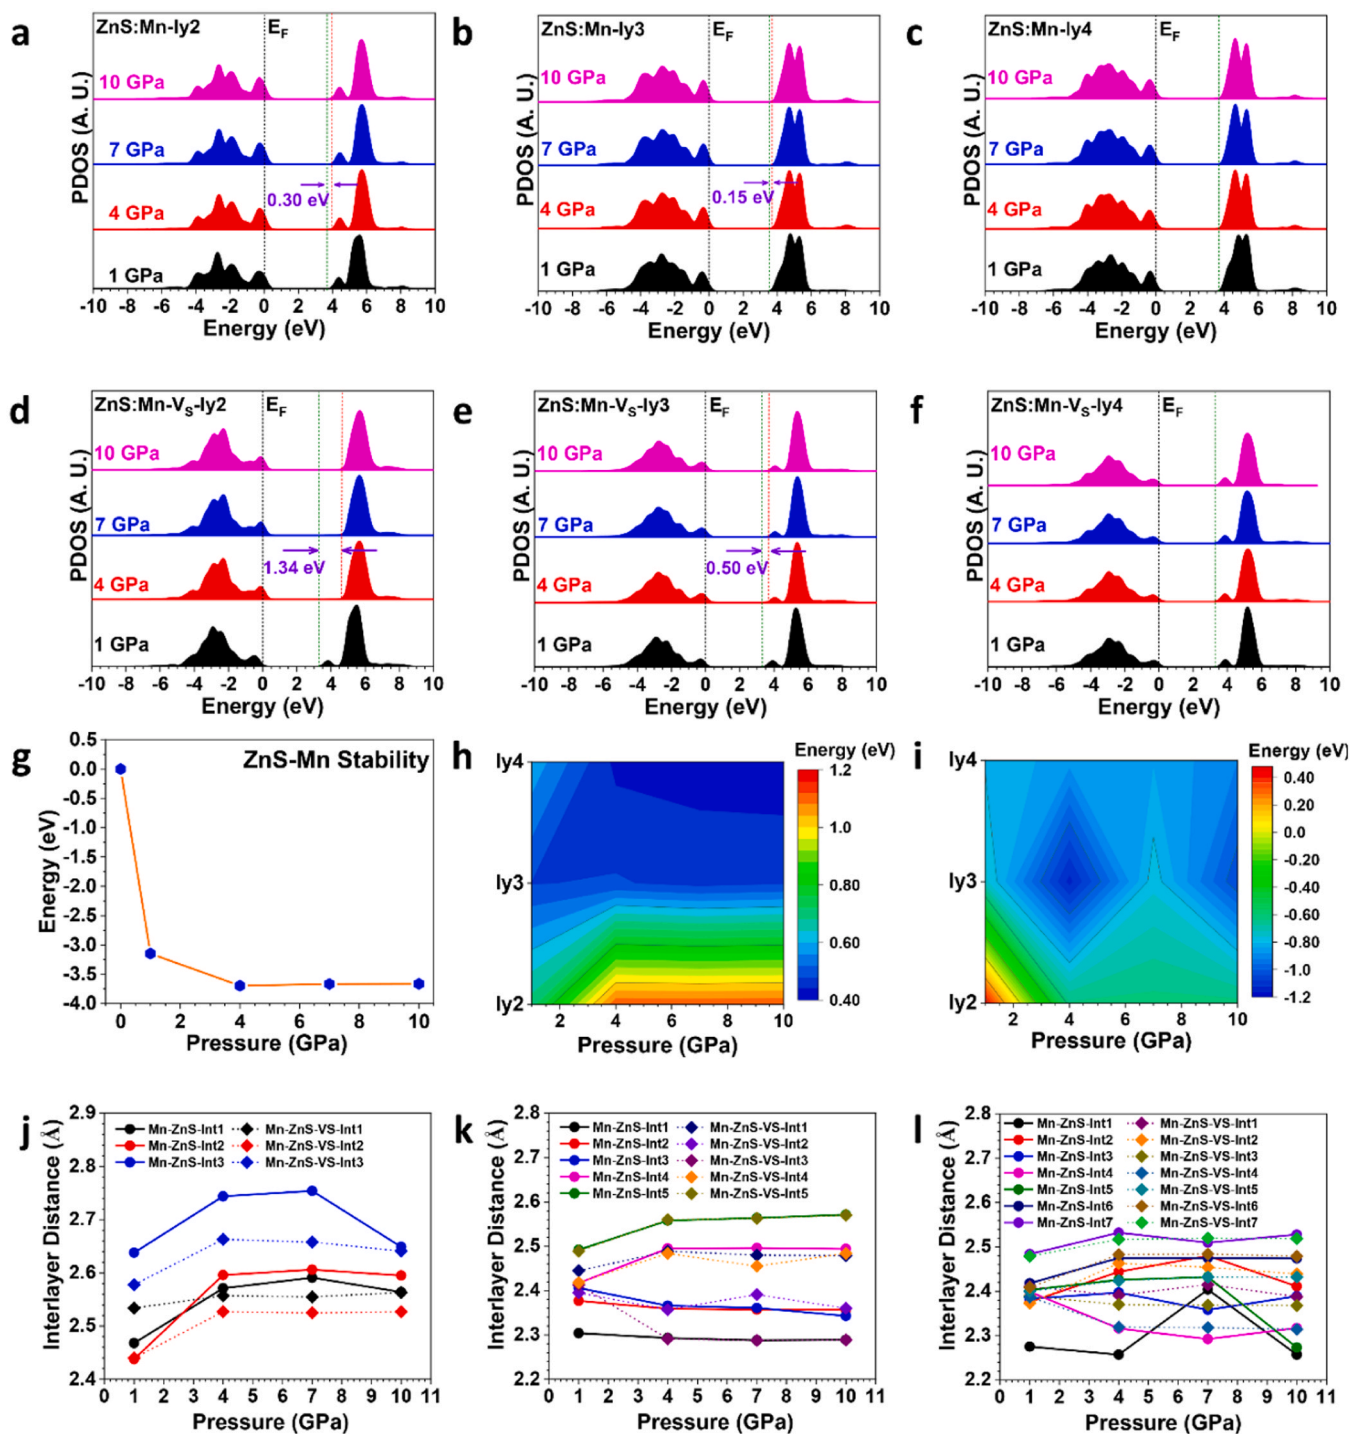 a
ZnS:Mn-ly2
E_F
PDOS (A. U.)
10 GPa
7 GPa
0.30 eV
4 GPa
1 GPa
-10 -8 -6 -4 -2 0 2 4 6 8 10
Energy (eV)
b
ZnS:Mn-ly3
E_F
PDOS (A. U.)
10 GPa
7 GPa
0.15 eV
4 GPa
1 GPa
-10 -8 -6 -4 -2 0 2 4 6 8 10
Energy (eV)
c
ZnS:Mn-ly4
E_F
PDOS (A. U.)
10 GPa
7 GPa
4 GPa
1 GPa
-10 -8 -6 -4 -2 0 2 4 6 8 10
Energy (eV)
d
ZnS:Mn-V_S-ly2
E_F
PDOS (A. U.)
10 GPa
7 GPa
1.34 eV
4 GPa
1 GPa
-10 -8 -6 -4 -2 0 2 4 6 8 10
Energy (eV)
e
ZnS:Mn-V_S-ly3
E_F
PDOS (A. U.)
10 GPa
7 GPa
0.50 eV
4 GPa
1 GPa
-10 -8 -6 -4 -2 0 2 4 6 8 10
Energy (eV)
f
ZnS:Mn-V_S-ly4
E_F
PDOS (A. U.)
10 GPa
7 GPa
4 GPa
1 GPa
-10 -8 -6 -4 -2 0 2 4 6 8 10
Energy (eV)
g
ZnS-Mn Stability
Energy (eV)
0.5
0.0
-0.5
-1.0
-1.5
-2.0
-2.5
-3.0
-3.5
-4.0
0 2 4 6 8 10
Pressure (GPa)
h
ly4
ly3
ly2
2 4 6 8 10
Pressure (GPa)
Energy (eV)
1.2
1.0
0.80
0.60
0.40
i
ly4
ly3
ly2
2 4 6 8 10
Pressure (GPa)
Energy (eV)
0.40
0.20
0.0
-0.20
-0.40
-0.60
-0.80
-1.0
-1.2
j
Interlayer Distance (Å)
2.9
2.8
2.7
2.6
2.5
2.4
Mn-ZnS-Int1 Mn-ZnS-VS-Int1
Mn-ZnS-Int2 Mn-ZnS-VS-Int2
Mn-ZnS-Int3 Mn-ZnS-VS-Int3
0 1 2 3 4 5 6 7 8 9 10 11
Pressure (GPa)
k
Interlayer Distance (Å)
2.8
2.7
2.6
2.5
2.4
2.3
2.2
Mn-ZnS-Int1 Mn-ZnS-VS-Int1
Mn-ZnS-Int2 Mn-ZnS-VS-Int2
Mn-ZnS-Int3 Mn-ZnS-VS-Int3
Mn-ZnS-Int4 Mn-ZnS-VS-Int4
Mn-ZnS-Int5 Mn-ZnS-VS-Int5
0 1 2 3 4 5 6 7 8 9 10 11
Pressure (GPa)
l
Interlayer Distance (Å)
2.8
2.7
2.6
2.5
2.4
2.3
2.2
Mn-ZnS-Int1 Mn-ZnS-VS-Int1
Mn-ZnS-Int2 Mn-ZnS-VS-Int2
Mn-ZnS-Int3 Mn-ZnS-VS-Int3
Mn-ZnS-Int4 Mn-ZnS-VS-Int4
Mn-ZnS-Int5 Mn-ZnS-VS-Int5
Mn-ZnS-Int6 Mn-ZnS-VS-Int6
Mn-ZnS-Int7 Mn-ZnS-VS-Int7
0 1 2 3 4 5 6 7 8 9 10 11
Pressure (GPa)